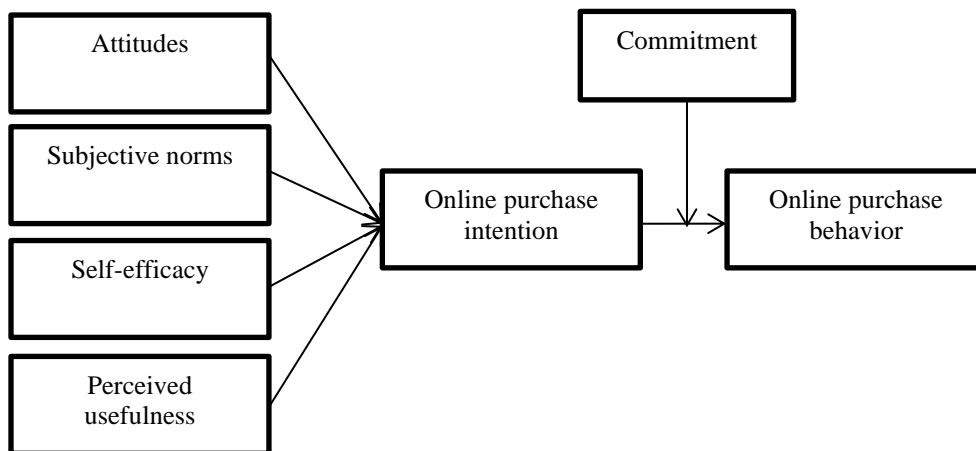 Attitudes
Subjective norms
Self-efficacy
Perceived
usefulness
Online purchase
intention
Commitment
Online purchase
behavior